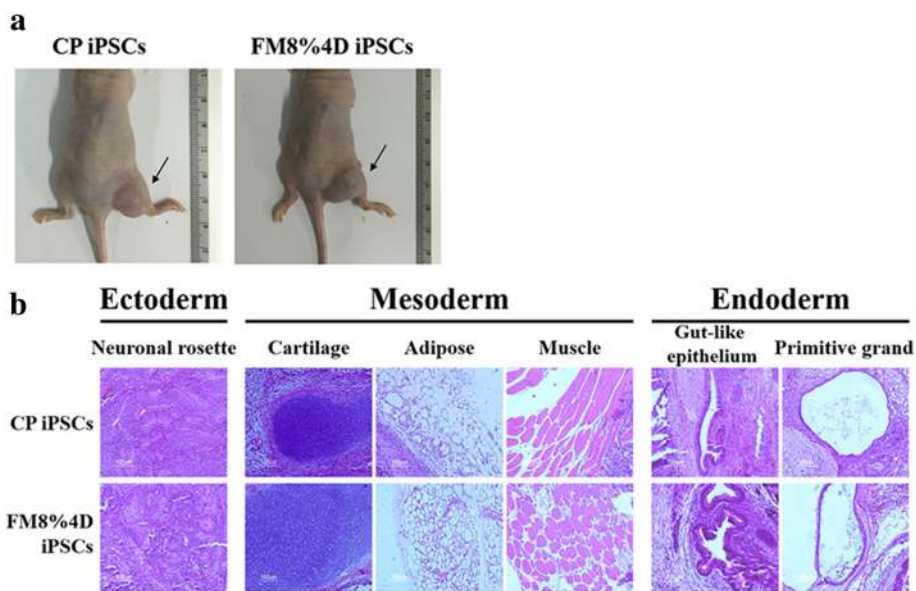 a
CP iPSCs
FM8%4D iPSCs
b
Ectoderm
Mesoderm
Endoderm
Neuronal rosette
Cartilage
Adipose
Muscle
Gut-like
epithelium
Primitive grand
CP iPSCs
FM8%4D
iPSCs